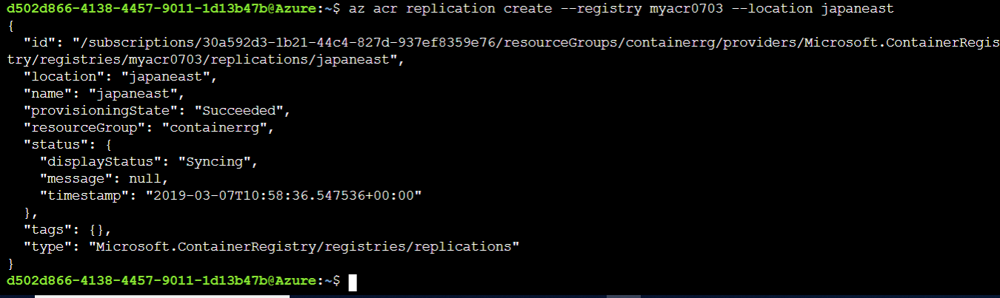 d502d866-4138-4457-9011-1d13b47b@Azure:~$ az acr replication create --registry myacr0703 --location japaneast
{
  "id": "/subscriptions/30a592d3-1b21-44c4-827d-937ef8359e76/resourceGroups/containerrg/providers/Microsoft.ContainerRegis
try/registries/myacr0703/replications/japaneast",
  "location": "japaneast",
  "name": "japaneast",
  "provisioningState": "Succeeded",
  "resourceGroup": "containerrg",
  "status": {
    "displayStatus": "Syncing",
    "message": null,
    "timestamp": "2019-03-07T10:58:36.547536+00:00"
  },
  "tags": {},
  "type": "Microsoft.ContainerRegistry/registries/replications"
}
d502d866-4138-4457-9011-1d13b47b@Azure:~$